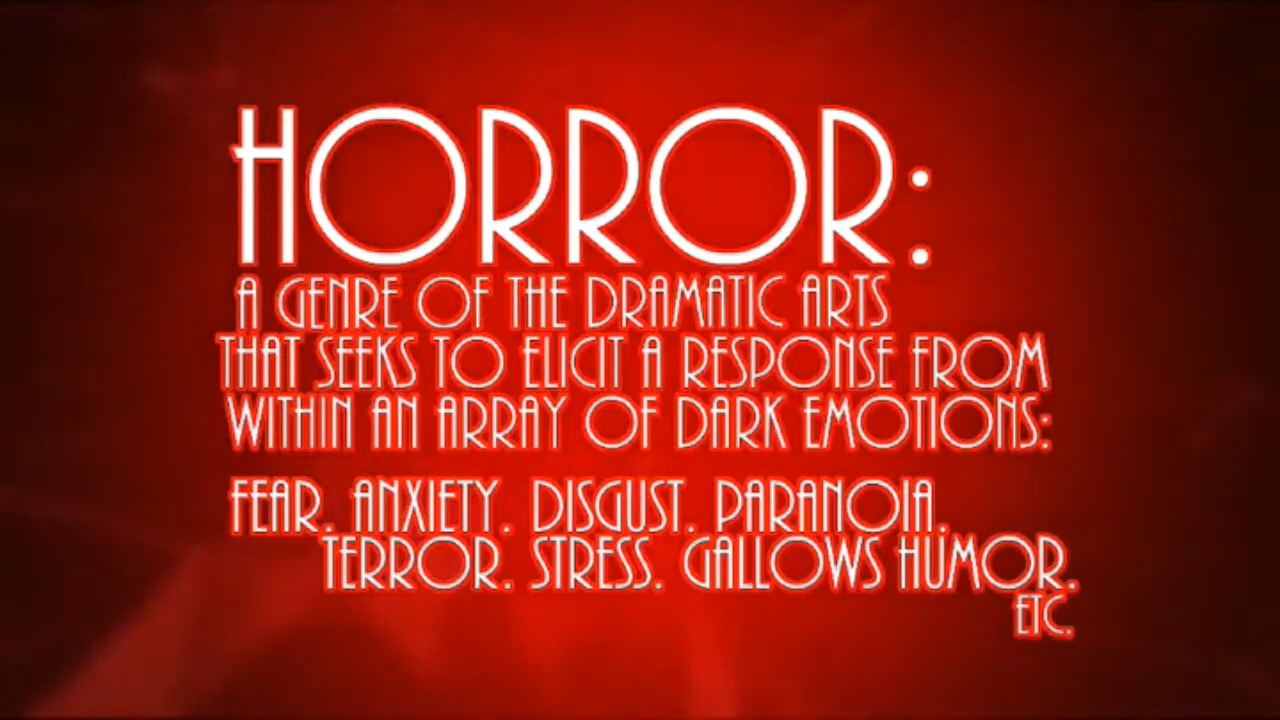 HORROR:
A GENRE OF THE DRAMATIC ARTS
THAT SEEKS TO ELICIT A RESPONSE FROM
WITHIN AN ARRAY OF DARK EMOTIONS:
FEAR. ANXIETY. DISGUST. PARANOIA.
TERROR. STRESS. GALLOWS HUMOR.
ETC.